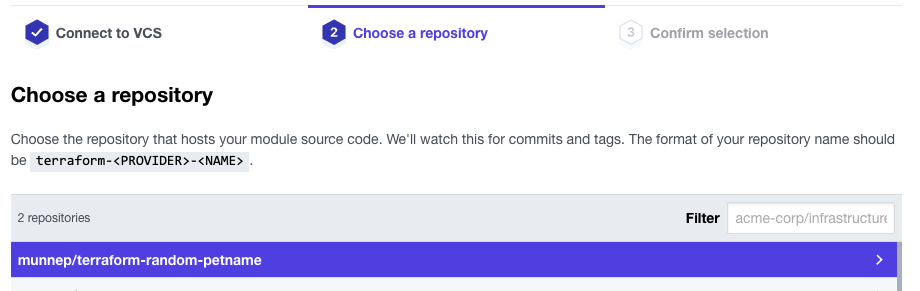 Connect to VCS
2 Choose a repository
3 Confirm selection
Choose a repository
Choose the repository that hosts your module source code. We'll watch this for commits and tags. The format of your repository name should
be terraform-<PROVIDER>-<NAME>.
2 repositories
Filter acme-corp/infrastructure
munnep/terraform-random-petname